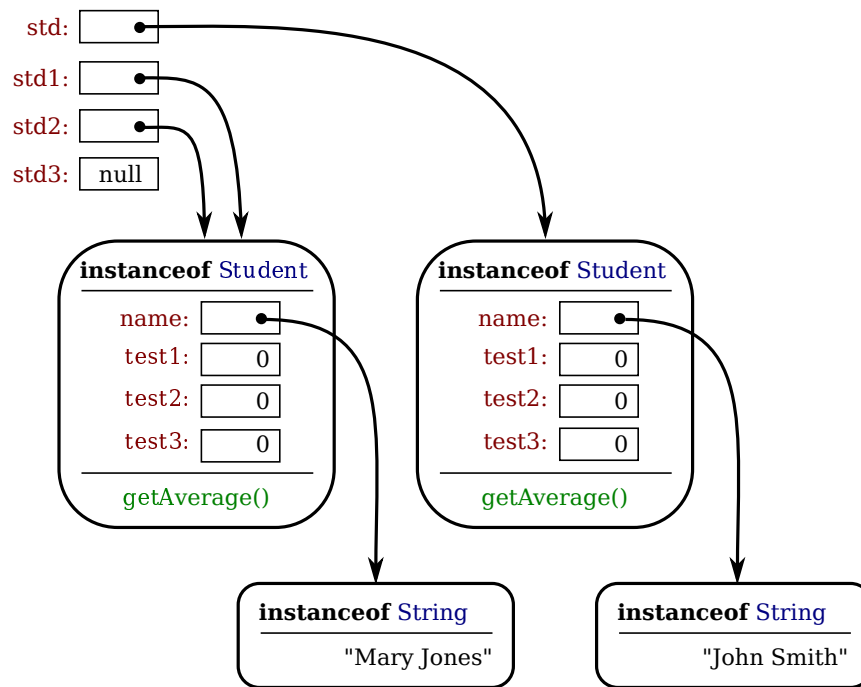 std:
std1:
std2:
std3: null
instanceof Student
name:
test1: 0
test2: 0
test3: 0
getAverage()
instanceof Student
name:
test1: 0
test2: 0
test3: 0
getAverage()
instanceof String
"Mary Jones"
instanceof String
"John Smith"